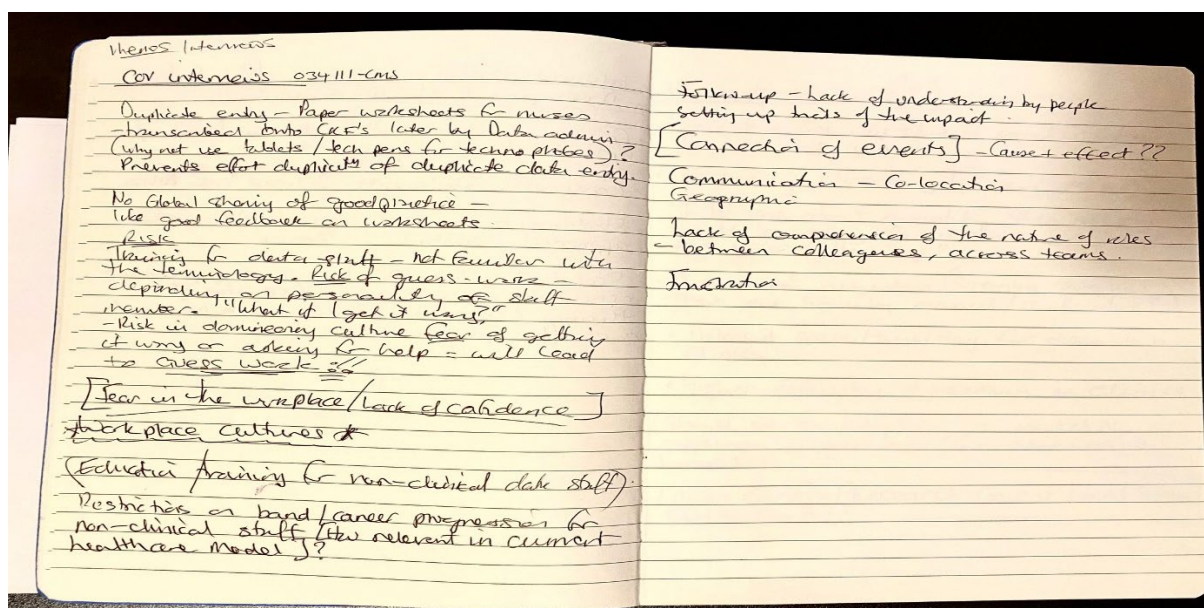 Themes Interviews
Cov interviews 034111-CMS
Duplicate entry - Paper worksheets for nurses
- transcribed onto CRF's later by Data admin
(why not use tablets / tech pens for techno phobes)?
Prevents effort of duplicate data entry.
No Global sharing of good practice -
like good feedback on worksheets.
RISK
Training for data staff - not familiar with
the terminology. Risk of guess-work -
depending on personality of staff
member. "What if I get it wrong?"
- Risk in domineering culture fear of getting
it wrong or asking for help = will lead
to Guess work !!
[Fear in the workplace / Lack of confidence]
*Workplace cultures *
(Education / training for non-clinical data staff).
Restrictions on band / career progression for
non-clinical staff [How relevant in current
healthcare model]?
Follow-up - Lack of understanding by people
setting up trials of the impact.
[Connection of events] - Cause + effect ??
Communication - Co-location
Geographic
Lack of comprehension of the nature of roles
- between colleagues, across teams.
Frustration